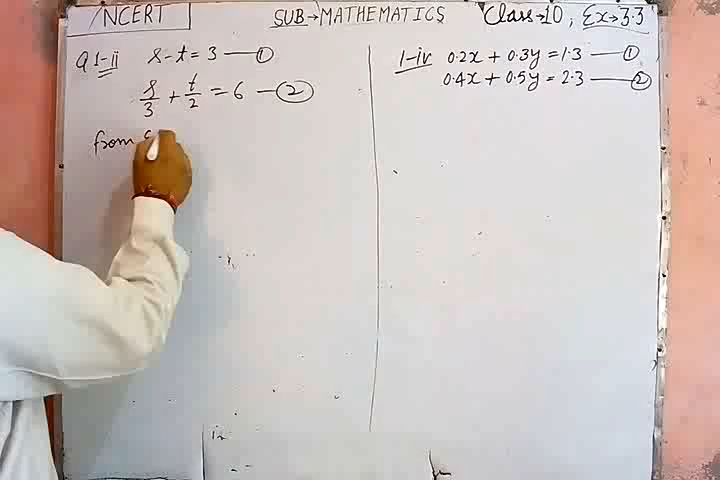 NCERT SUB→MATHEMATICS Class→10, Ex→3.3
Q 1-ii s - t = 3 — ①
s/3 + t/2 = 6 — ②
from
1-iv 0.2x + 0.3y = 1.3 — ①
0.4x + 0.5y = 2.3 — ②